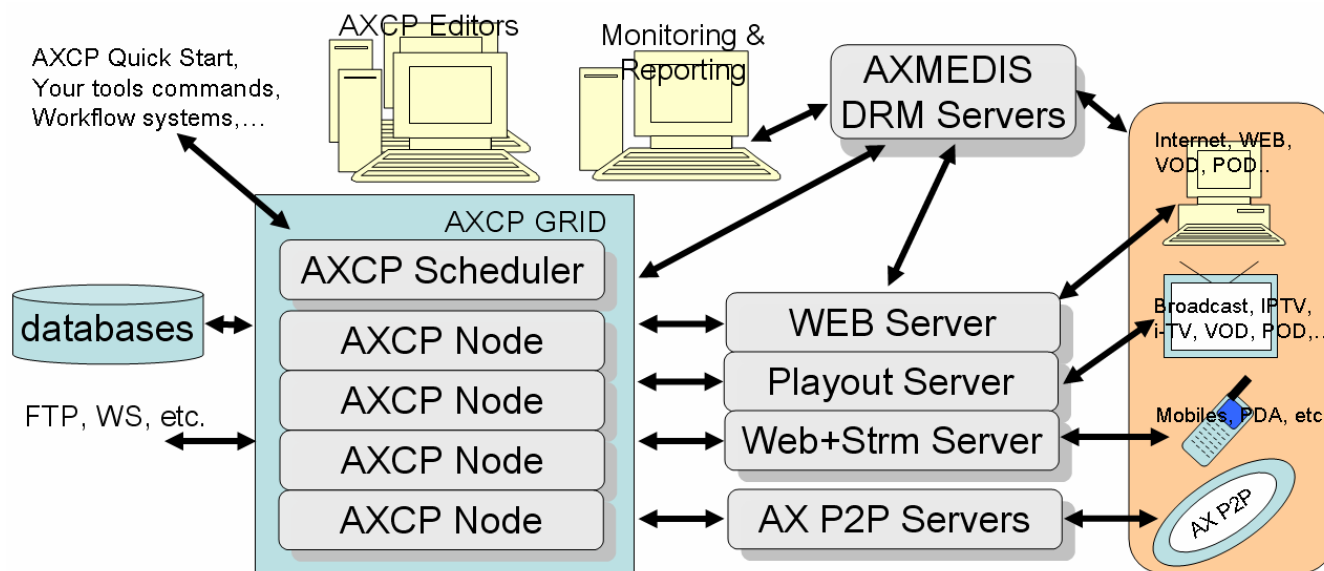 AXCP Quick Start,
Your tools commands,
Workflow systems,…
AXCP Editors
Monitoring &
Reporting
AXMEDIS
DRM Servers
Internet, WEB,
VOD, POD..
AXCP GRID
AXCP Scheduler
databases
AXCP Node
AXCP Node
AXCP Node
AXCP Node
FTP, WS, etc.
WEB Server
Playout Server
Web+Strm Server
AX P2P Servers
Broadcast, IPTV,
i-TV, VOD, POD,..
Mobiles, PDA, etc
AX P2P